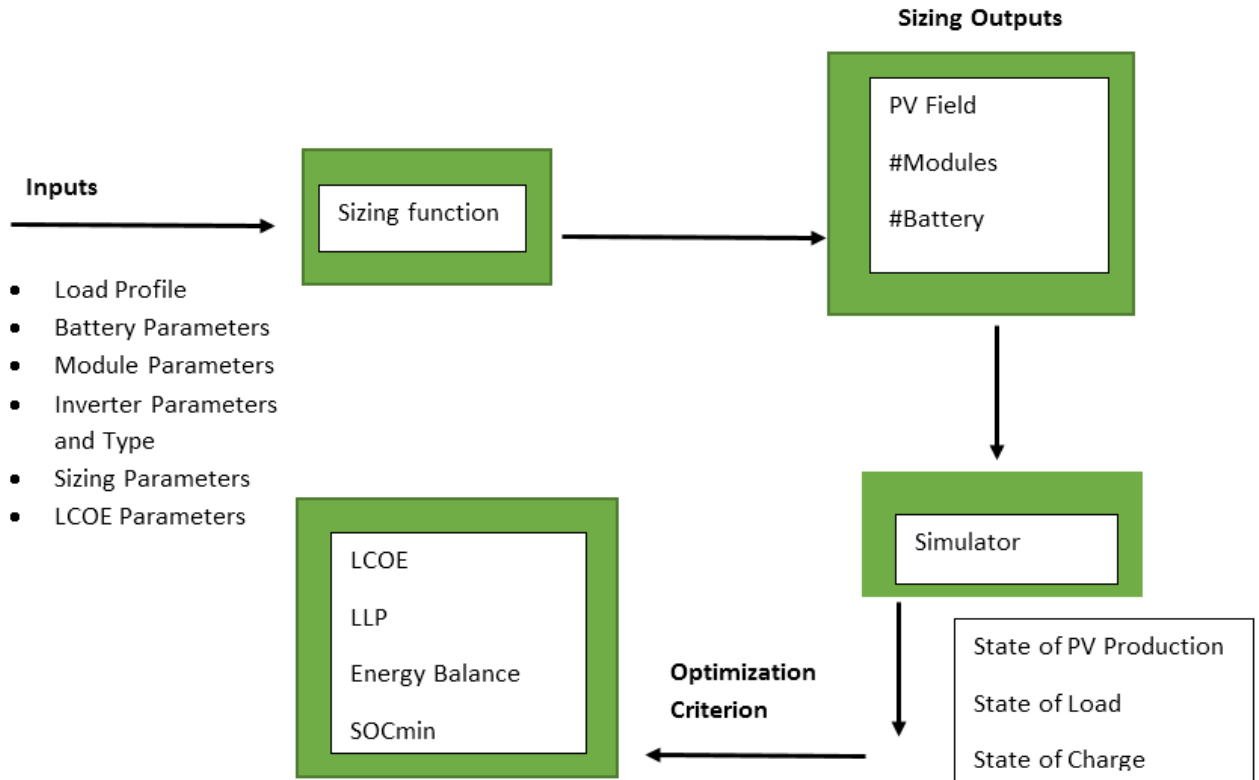 Sizing Outputs
PV Field
#Modules
#Battery
Inputs
Sizing function
• Load Profile
• Battery Parameters
• Module Parameters
• Inverter Parameters
and Type
• Sizing Parameters
• LCOE Parameters
Simulator
State of PV Production
State of Load
State of Charge
Optimization
Criterion
LCOE
LLP
Energy Balance
SOCmin